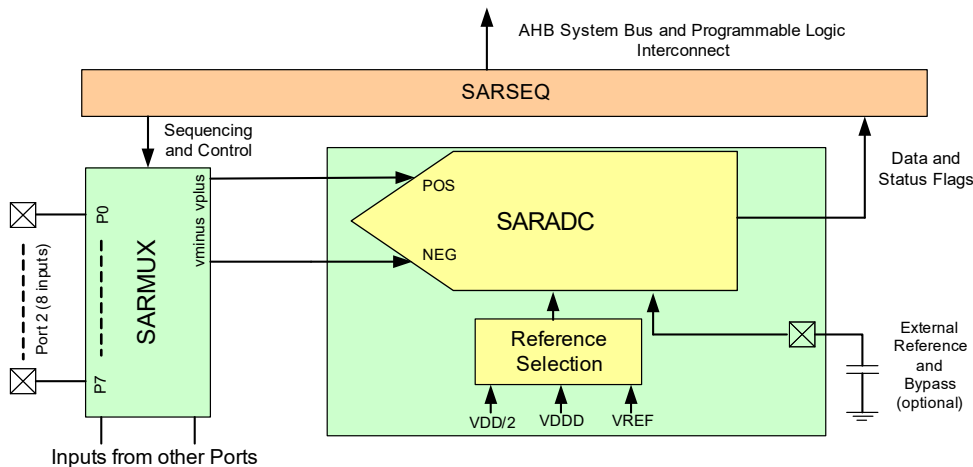 AHB System Bus and Programmable Logic
Interconnect
SARSEQ
Sequencing
and Control
Data and
Status Flags
vminus vplus
POS
NEG
SARADC
P0
P7
SARMUX
Port 2 (8 inputs)
Reference
Selection
VDD/2
VDDD
VREF
External
Reference
and
Bypass
(optional)
Inputs from other Ports